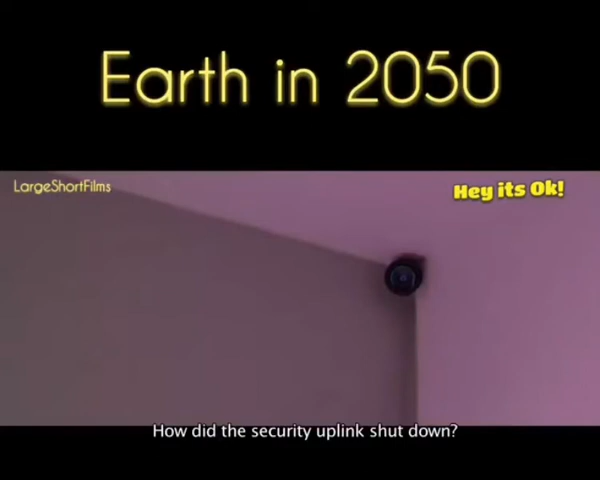 Earth in 2050
LargeShortFilms
Hey its Ok!
How did the security uplink shut down?